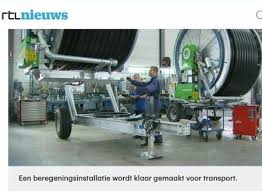 rtlnieuws
Een beregeningsinstallatie wordt klaar gemaakt voor transport.